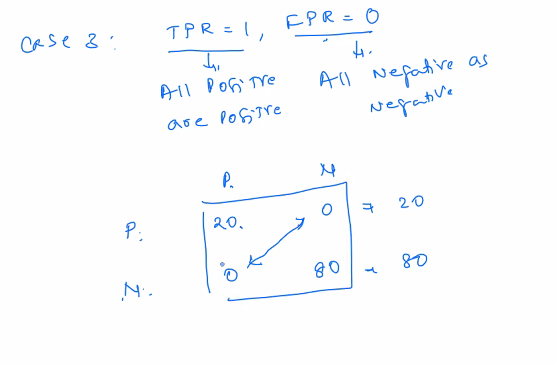 Case 3: TPR = 1, FPR = 0
All Positive All Negative as
are positive Negative
P. N
P. 20. 0 → 20
N. 0 80 → 80